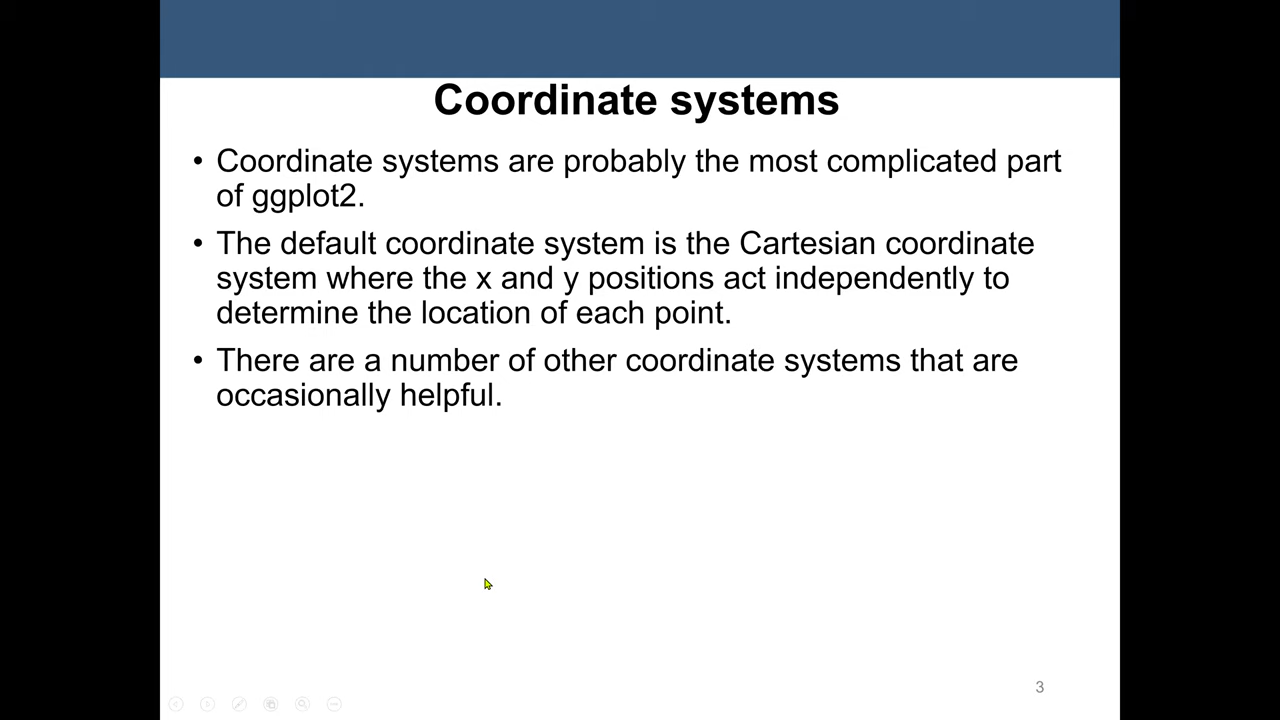 Coordinate systems
• Coordinate systems are probably the most complicated part
of ggplot2.
• The default coordinate system is the Cartesian coordinate
system where the x and y positions act independently to
determine the location of each point.
• There are a number of other coordinate systems that are
occasionally helpful.
3